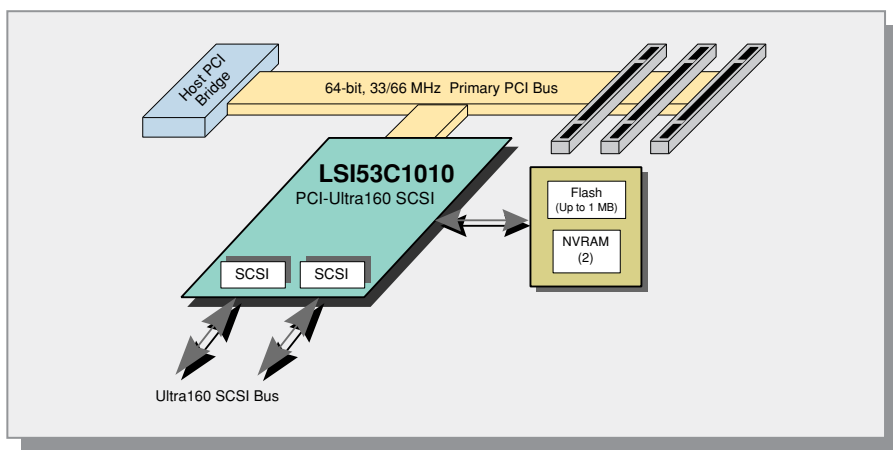 Host PCI
Bridge
64-bit, 33/66 MHz Primary PCI Bus
LSI53C1010
PCI-Ultra160 SCSI
Flash
(Up to 1 MB)
NVRAM
(2)
SCSI
SCSI
Ultra160 SCSI Bus